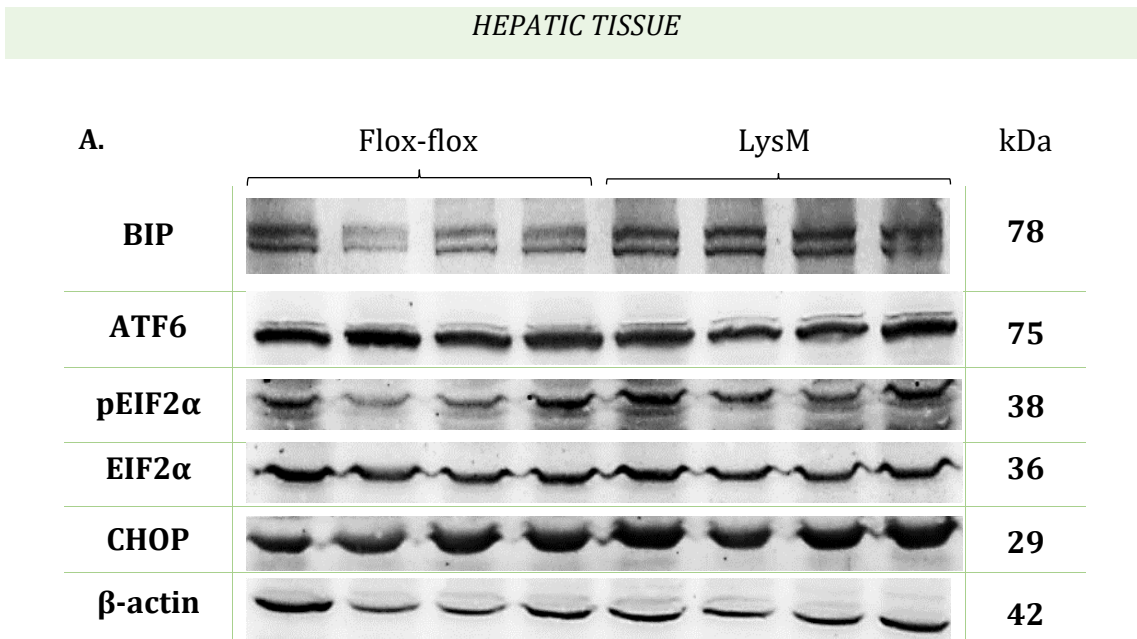 HEPATIC TISSUE
A. Flox-flox LysM kDa
BIP 78
ATF6 75
pEIF2α 38
EIF2α 36
CHOP 29
β-actin 42